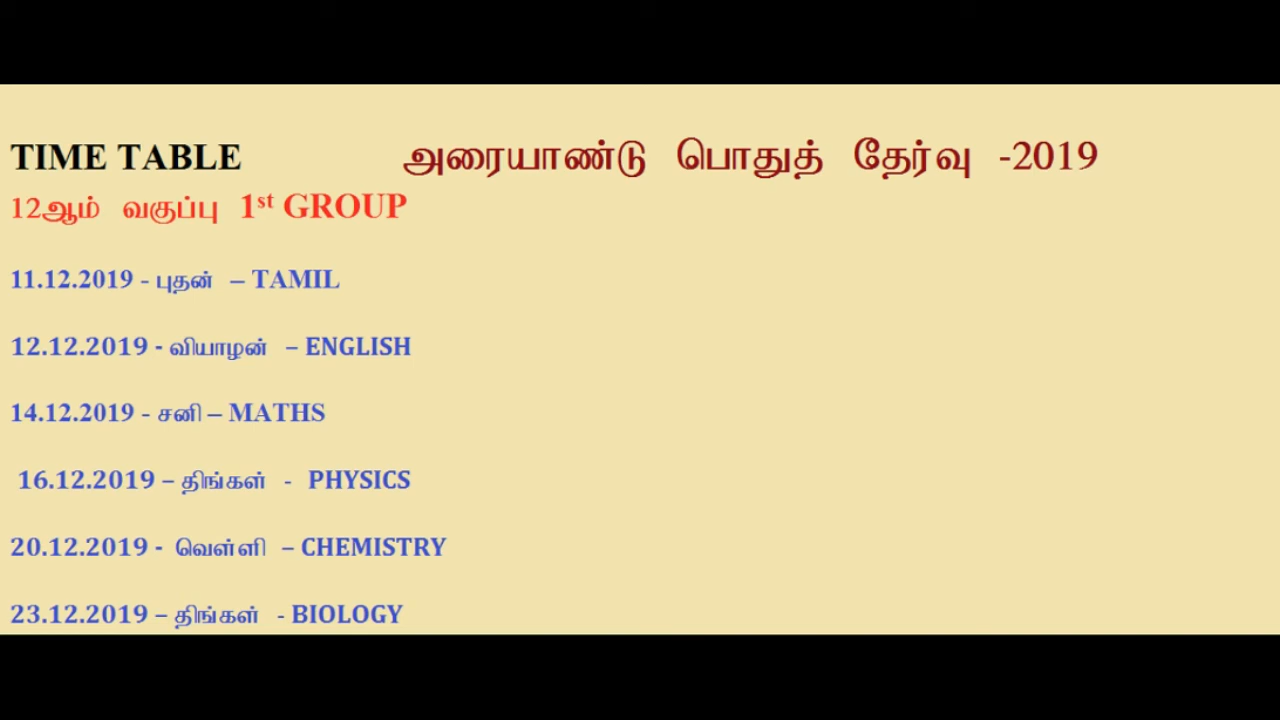 TIME TABLE அரையாண்டு பொதுத் தேர்வு -2019
12ஆம் வகுப்பு 1st GROUP
11.12.2019 - புதன் – TAMIL
12.12.2019 - வியாழன் – ENGLISH
14.12.2019 - சனி – MATHS
16.12.2019 – திங்கள் - PHYSICS
20.12.2019 - வெள்ளி – CHEMISTRY
23.12.2019 – திங்கள் - BIOLOGY